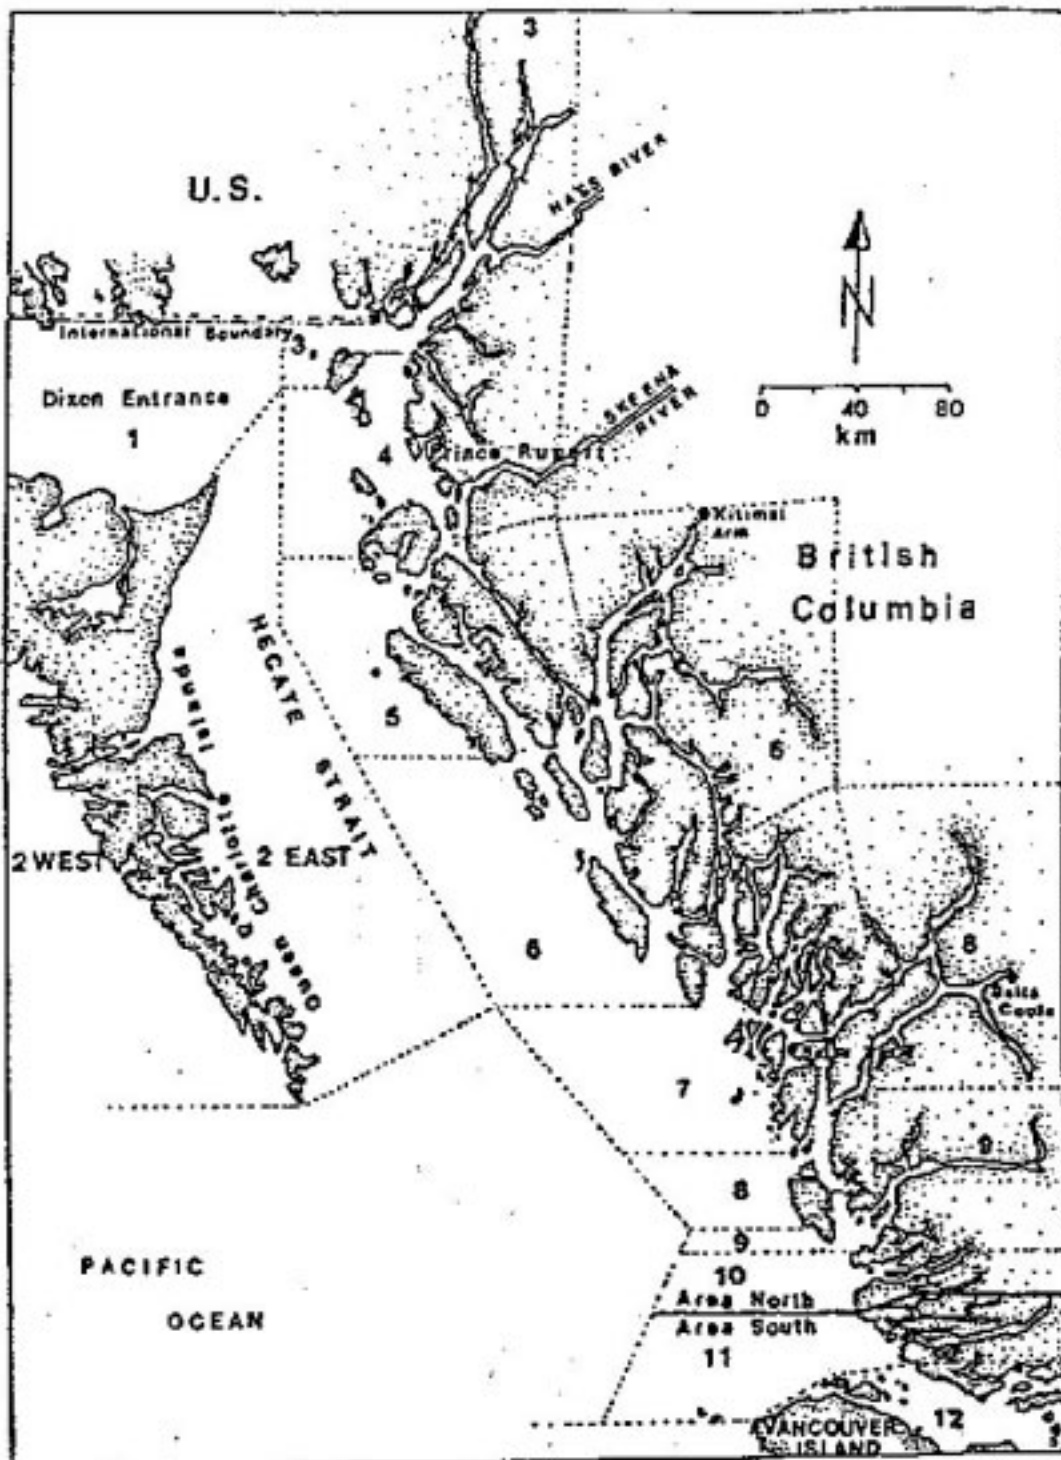 3
U.S.
RIVER
N
International Boundary
3
Dixon Entrance
1
SKEENA
RIVER
0 40 80
km
4
Prince Rupert
Kitimat
Arm
British
Columbia
HECATE STRAIT
5
6
Queen Charlotte Islands
2 WEST
2 EAST
6
8
Bella
Coola
7
9
8
9
10
Area North
Area South
11
PACIFIC
OCEAN
VANCOUVER
ISLAND
12